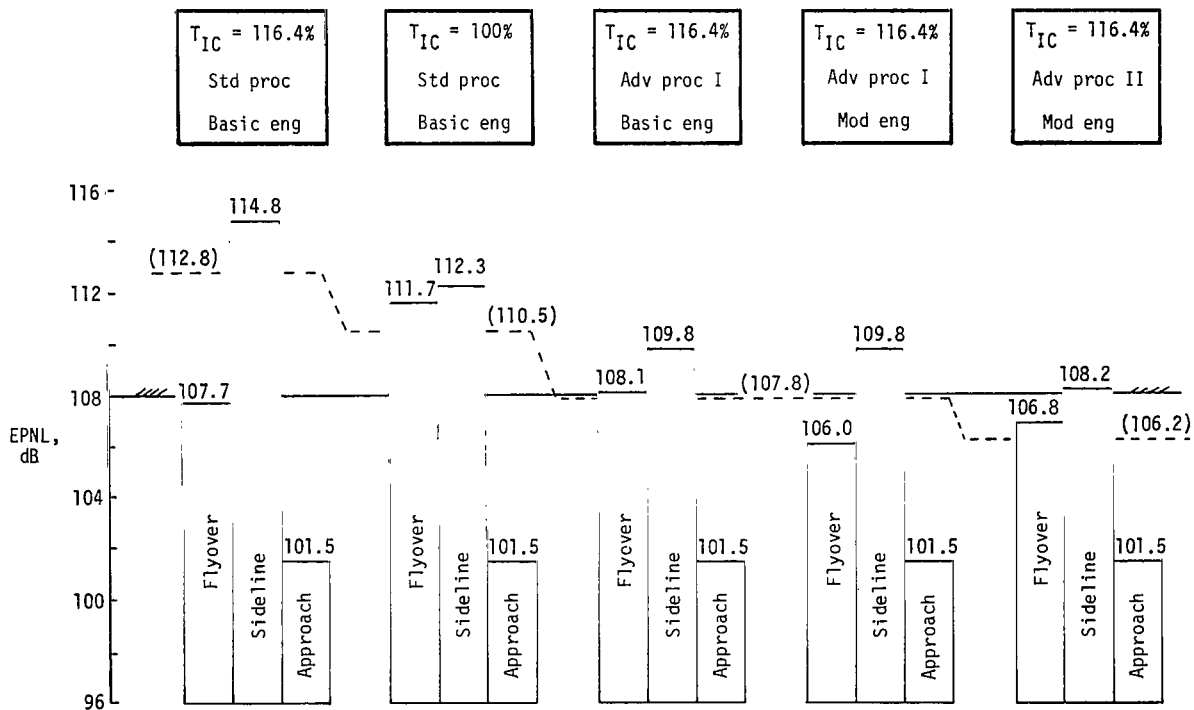 T_IC = 116.4%
Std proc
Basic eng
T_IC = 100%
Std proc
Basic eng
T_IC = 116.4%
Adv proc I
Basic eng
T_IC = 116.4%
Adv proc I
Mod eng
T_IC = 116.4%
Adv proc II
Mod eng
EPNL,
dB
116
112
108
104
100
96
(112.8)
107.7
114.8
101.5
Flyover
Sideline
Approach
111.7
112.3
(110.5)
101.5
Flyover
Sideline
Approach
108.1
109.8
(107.8)
101.5
Flyover
Sideline
Approach
106.0
109.8
101.5
Flyover
Sideline
Approach
106.8
108.2
(106.2)
101.5
Flyover
Sideline
Approach